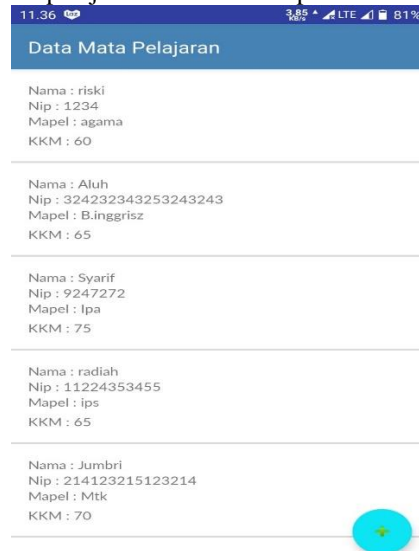 11.36
3,85 KB/s LTE 81%
Data Mata Pelajaran
Nama : riski
Nip : 1234
Mapel : agama
KKM : 60
Nama : Aluh
Nip : 324232343253243243
Mapel : B.inggrisz
KKM : 65
Nama : Syarif
Nip : 9247272
Mapel : Ipa
KKM : 75
Nama : radiah
Nip : 11224353455
Mapel : ips
KKM : 65
Nama : Jumbri
Nip : 214123215123214
Mapel : Mtk
KKM : 70